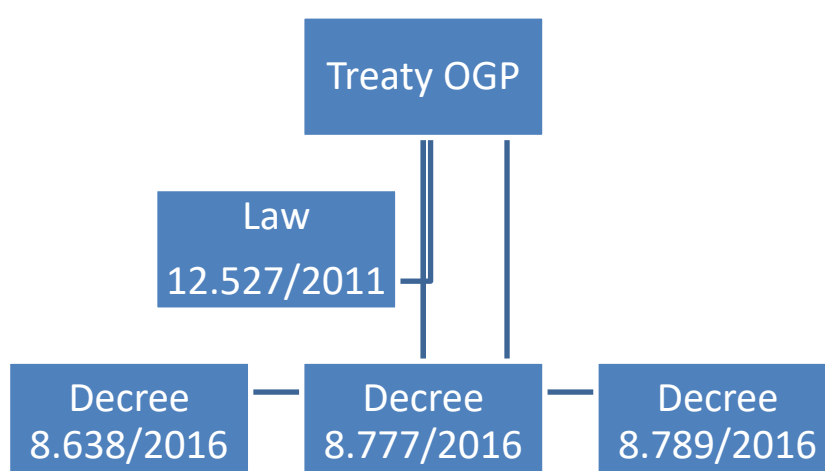 Treaty OGP
Law
12.527/2011
Decree
8.638/2016
Decree
8.777/2016
Decree
8.789/2016